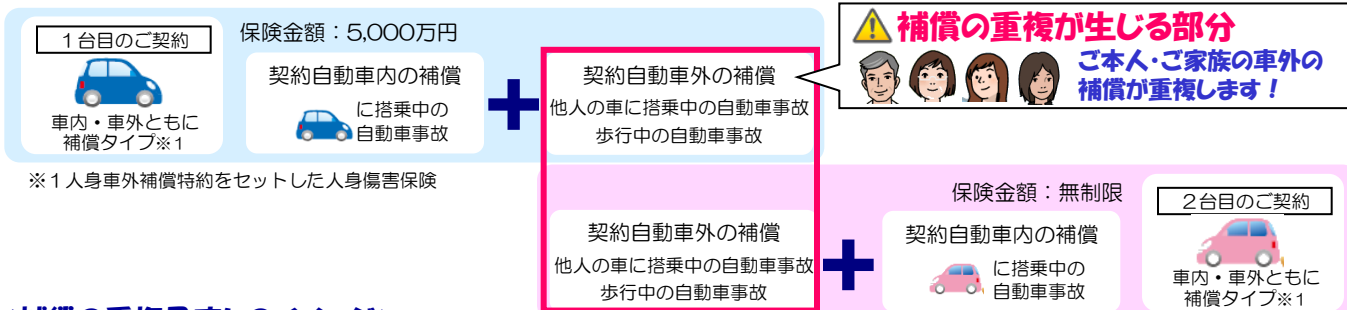 1台目のご契約
車内・車外ともに
補償タイプ※1
保険金額：5,000万円
契約自動車内の補償
に搭乗中の
自動車事故
契約自動車外の補償
他人の車に搭乗中の自動車事故
歩行中の自動車事故
補償の重複が生じる部分
ご本人・ご家族の車外の
補償が重複します！
※1人身車外補償特約をセットした人身傷害保険
契約自動車外の補償
他人の車に搭乗中の自動車事故
歩行中の自動車事故
保険金額：無制限
契約自動車内の補償
に搭乗中の
自動車事故
2台目のご契約
車内・車外ともに
補償タイプ※1